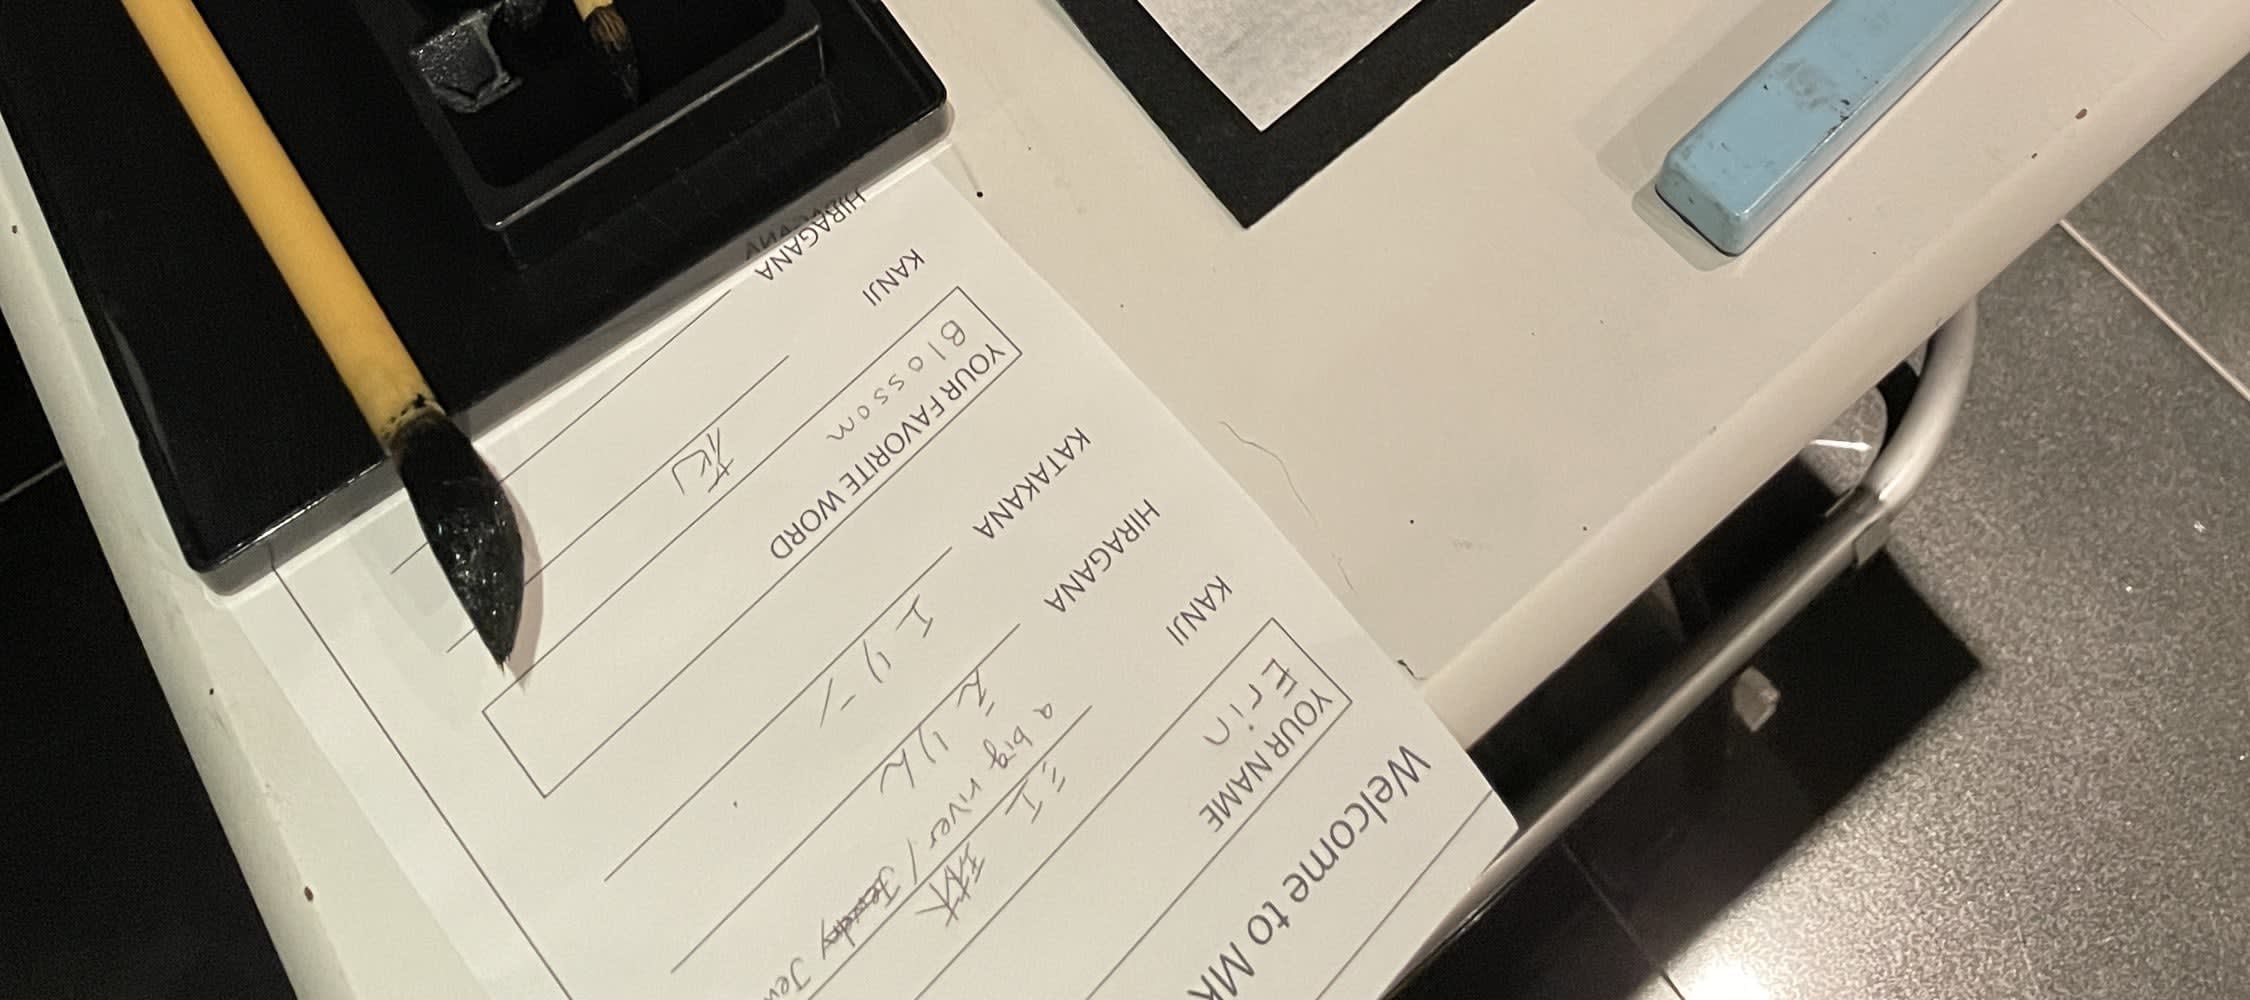 Welcome to MK
YOUR NAME
Erin
KANJI 江琳
a big river / Jew
HIRAGANA えりん
KATAKANA エリン
YOUR FAVORITE WORD
Blossom
KANJI
HIRAGANA